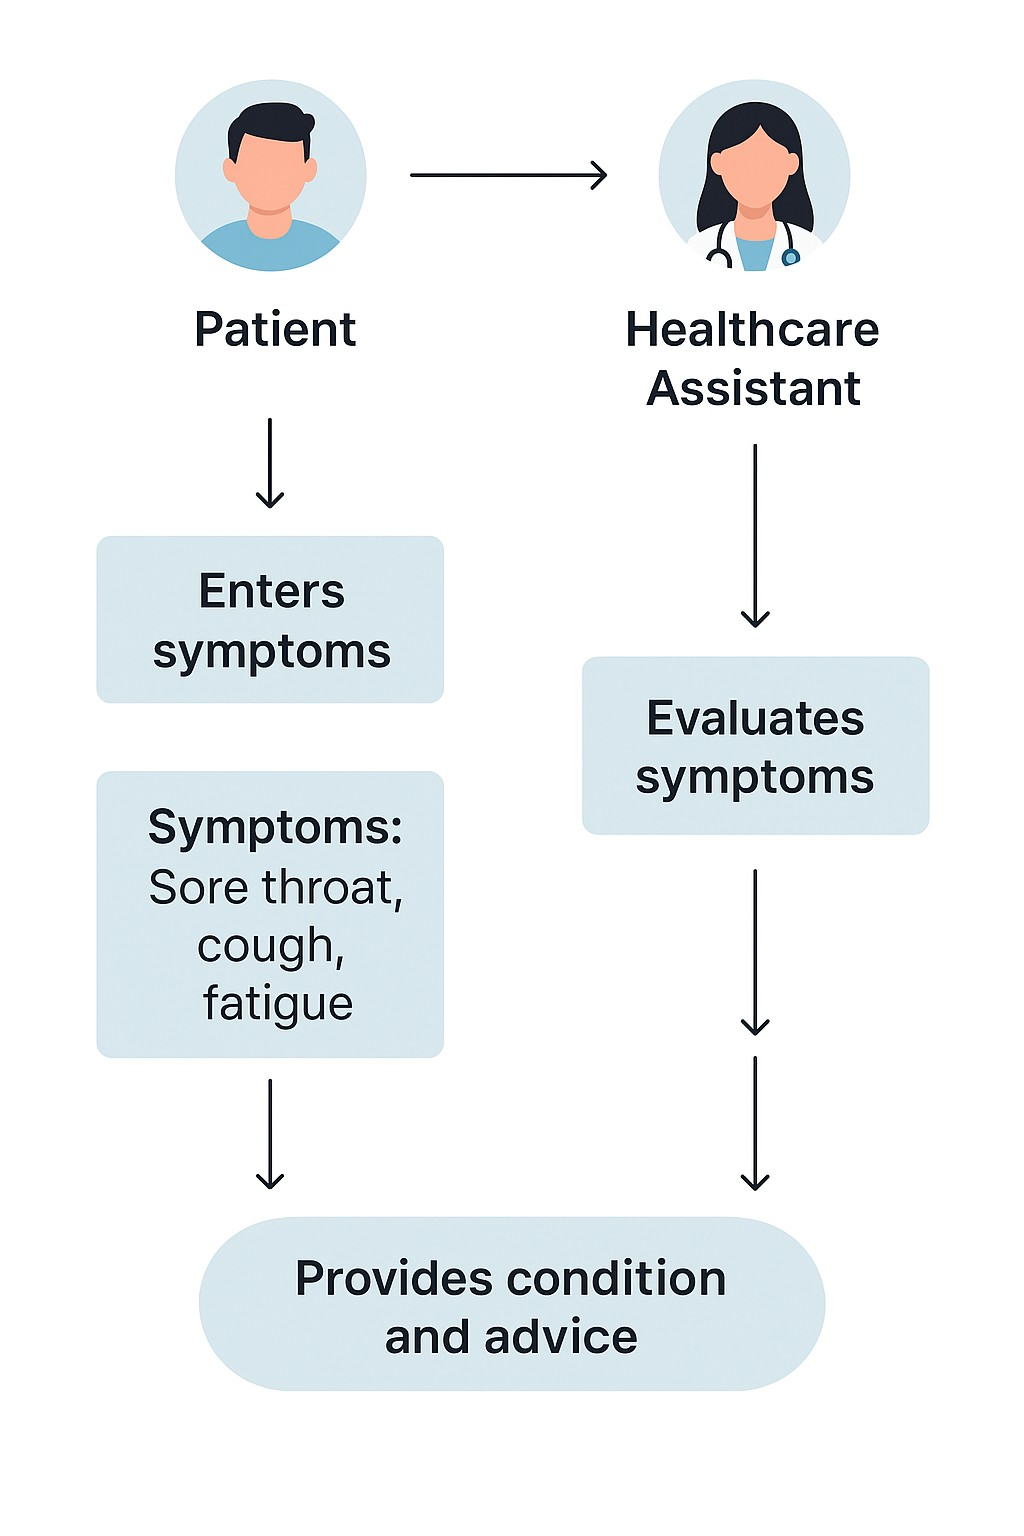 Patient
Healthcare
Assistant
Enters
symptoms
Evaluates
symptoms
Symptoms:
Sore throat,
cough,
fatigue
Provides condition
and advice